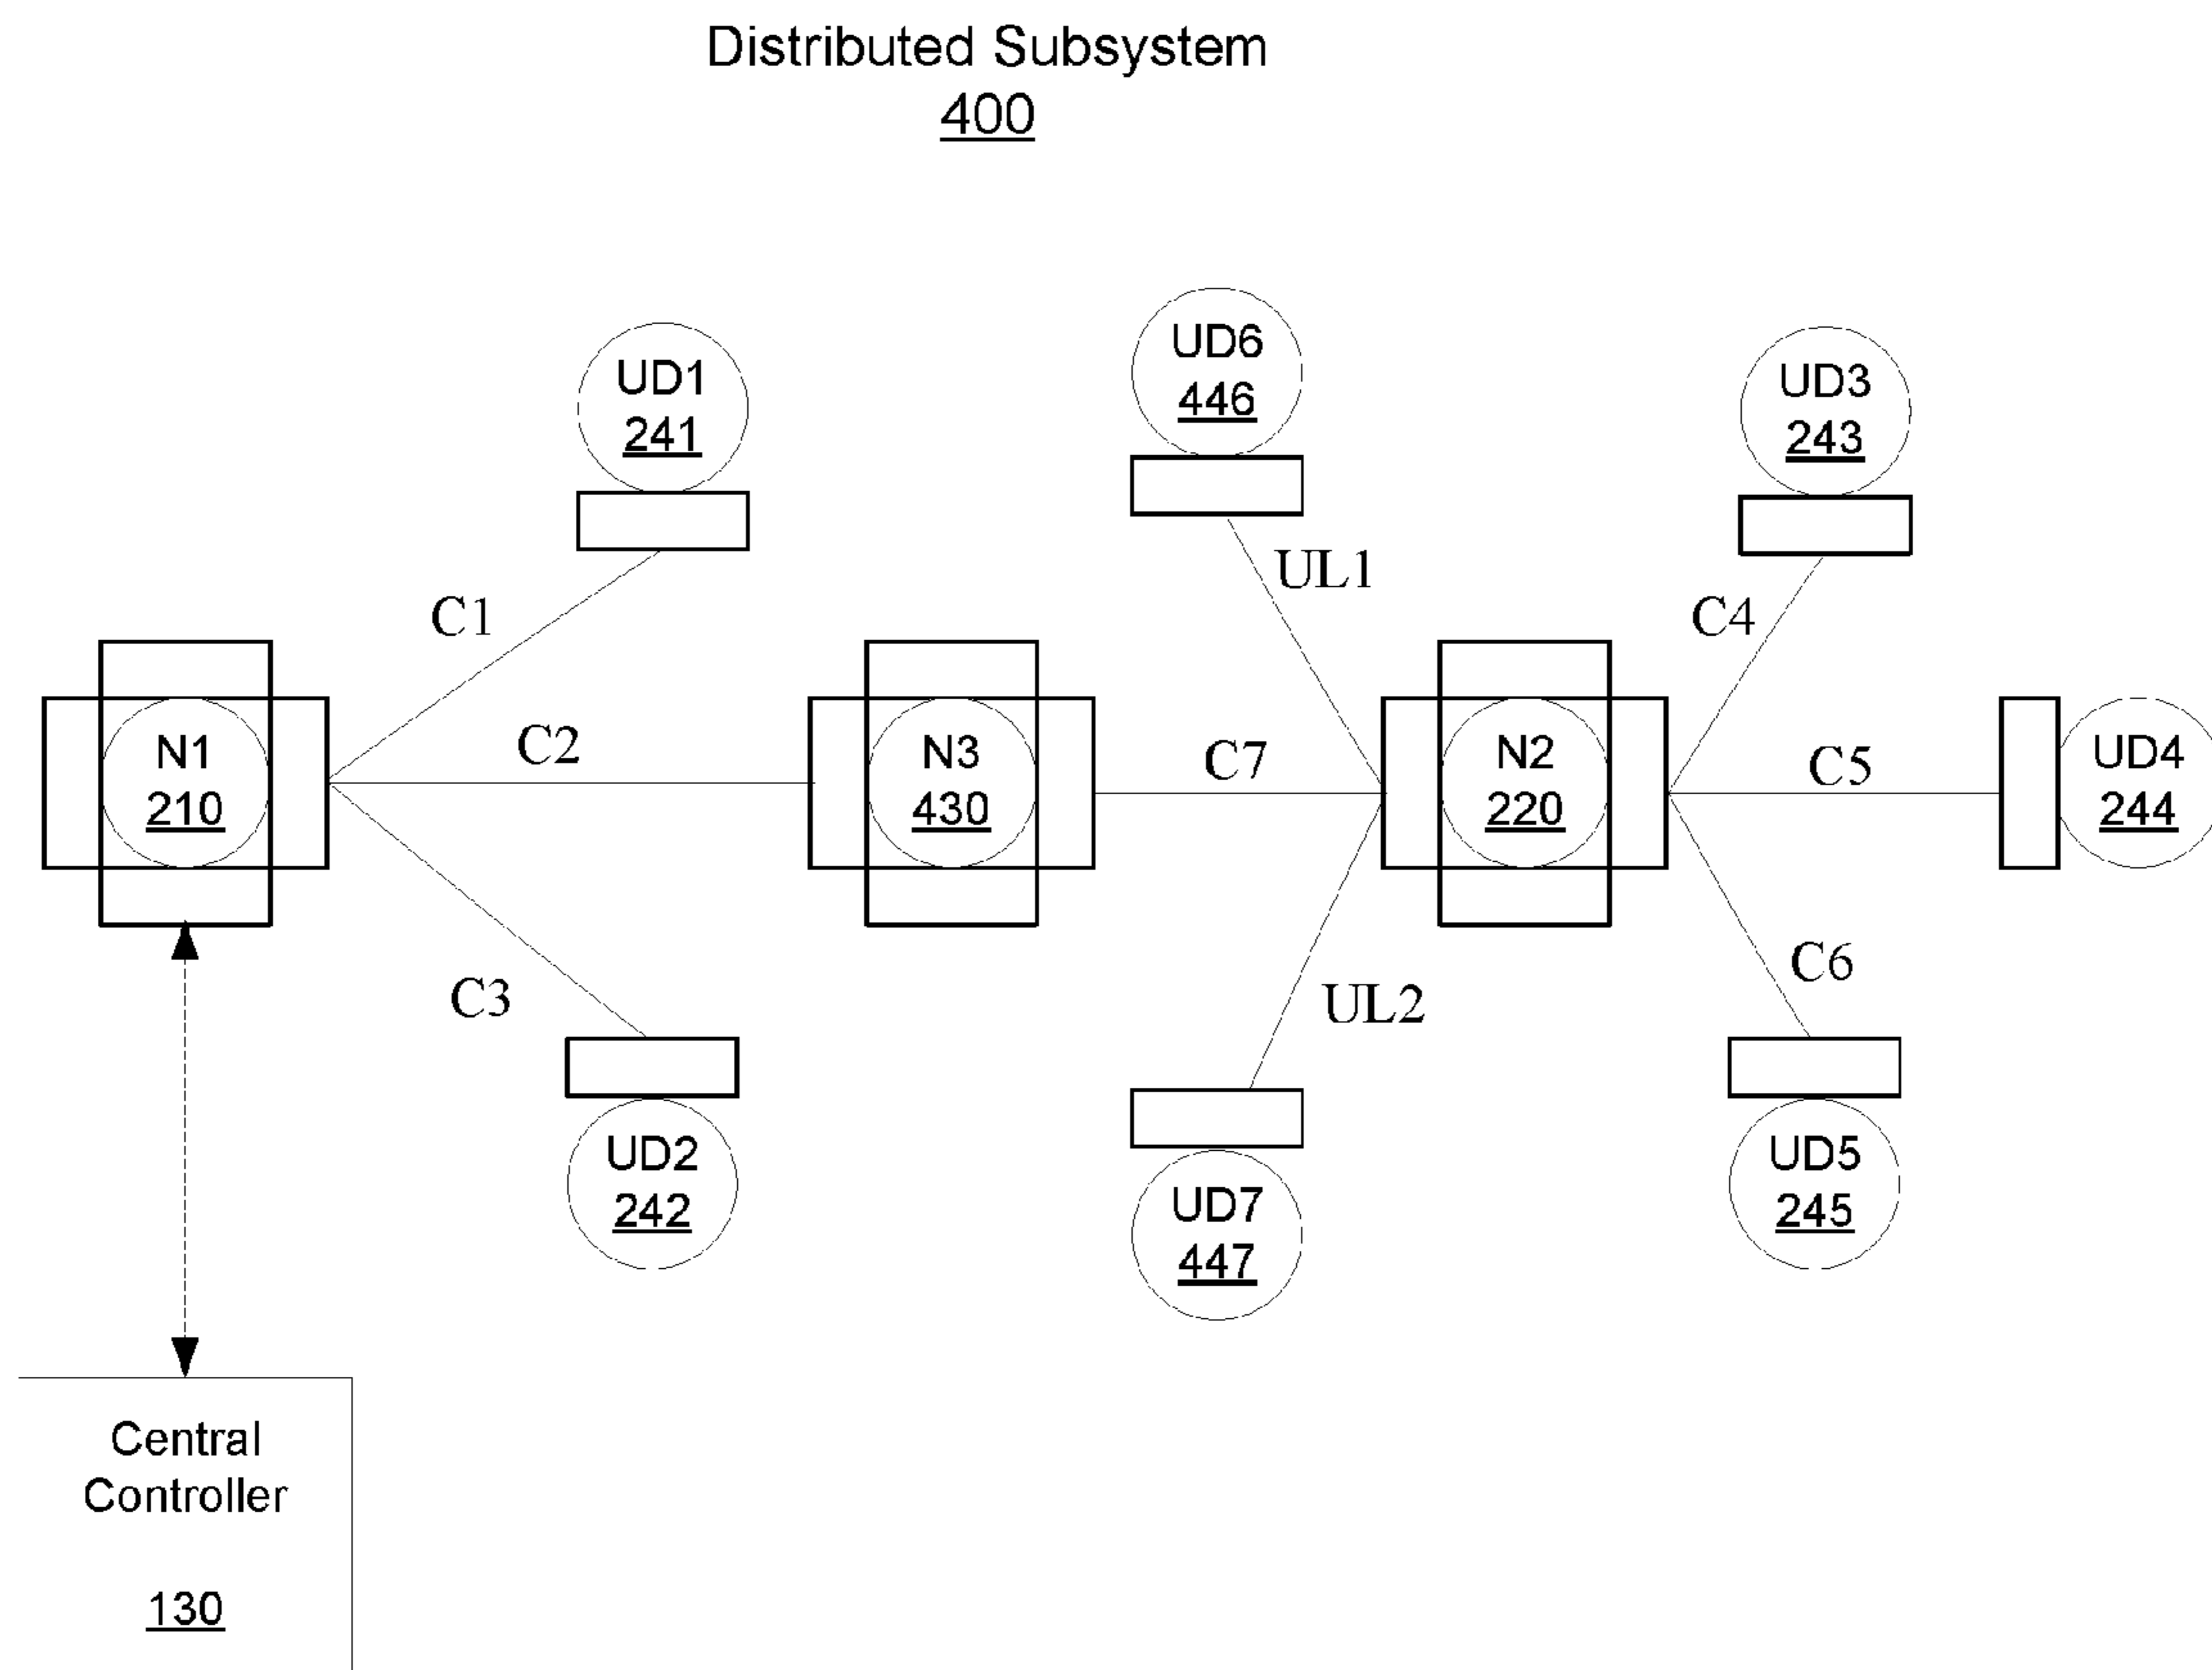 Distributed Subsystem
400
UD6
446
UD1
241
UD3
243
UL1
C1
C4
N1
210
C2
N3
430
C7
N2
220
C5
UD4
244
C3
UL2
C6
UD2
242
UD7
447
UD5
245
Central
Controller
130